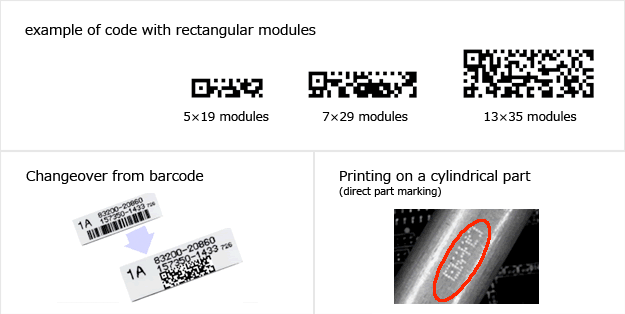 example of code with rectangular modules
5×19 modules
7×29 modules
13×35 modules
Changeover from barcode
1A
83200-20860
157350-1433 726
1A
83200-20860
157350-1433 726
Printing on a cylindrical part
(direct part marking)